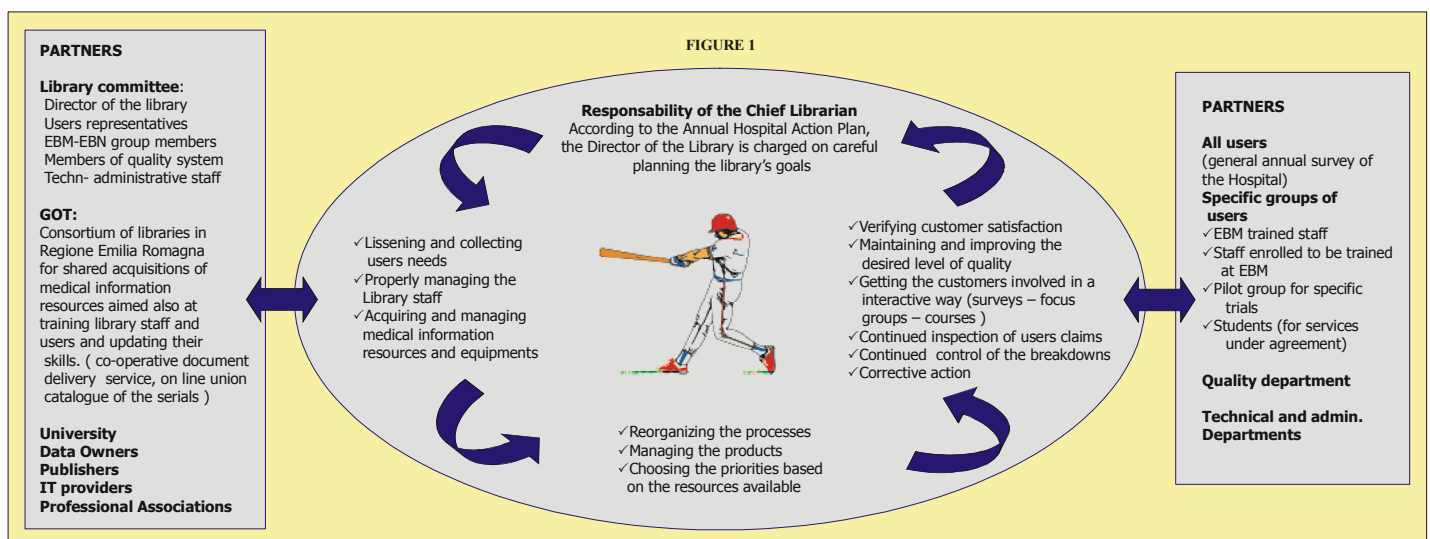 FIGURE 1
PARTNERS
Library committee:
Director of the library
Users representatives
EBM-EBN group members
Members of quality system
Techn- administrative staff
GOT:
Consortium of libraries in
Regione Emilia Romagna
for shared acquisitions of
medical information
resources aimed also at
training library staff and
users and updating their
skills. ( co-operative document
delivery service, on line union
catalogue of the serials )
University
Data Owners
Publishers
IT providers
Professional Associations
Responsability of the Chief Librarian
According to the Annual Hospital Action Plan,
the Director of the Library is charged on careful
planning the library's goals
✓Lissening and collecting
users needs
✓Properly managing the
Library staff
✓Acquiring and managing
medical information
resources and equipments
✓Reorganizing the processes
✓Managing the products
✓Choosing the priorities based
on the resources available
✓Verifying customer satisfaction
✓Maintaining and improving the
desired level of quality
✓Getting the customers involved in a
interactive way (surveys – focus
groups – courses )
✓Continued inspection of users claims
✓Continued control of the breakdowns
✓Corrective action
PARTNERS
All users
(general annual survey of
the Hospital)
Specific groups of
users
✓EBM trained staff
✓Staff enrolled to be trained
at EBM
✓Pilot group for specific
trials
✓Students (for services
under agreement)
Quality department
Technical and admin.
Departments